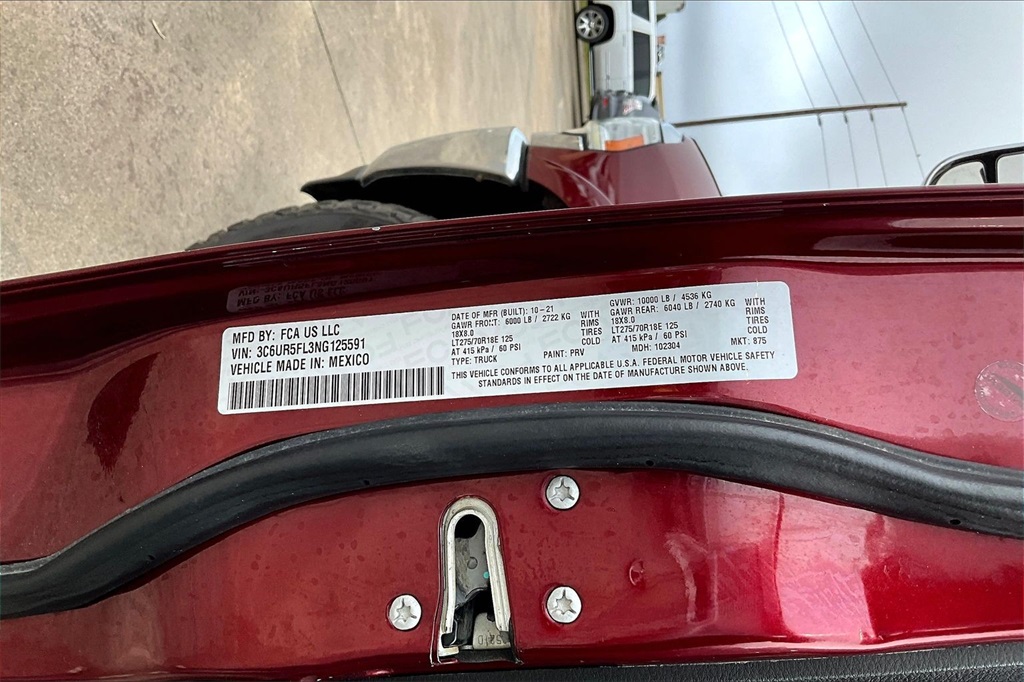 MFD BY: FCA US LLC
VIN: 3C6UR5FL3NG125591
VEHICLE MADE IN: MEXICO
DATE OF MFR (BUILT): 10-21
GAWR FRONT: 6000 LB / 2722 KG WITH
18X8.0 RIMS
LT275/70R18E 125 TIRES
AT 415 kPa / 60 PSI COLD
TYPE: TRUCK
PAINT: PRV
GVWR: 10000 LB / 4536 KG
GAWR REAR: 6040 LB / 2740 KG WITH
18X8.0 RIMS
LT275/70R18E 125 TIRES
AT 415 kPa / 60 PSI COLD
MDH: 102304
MKT: 875
THIS VEHICLE CONFORMS TO ALL APPLICABLE U.S.A. FEDERAL MOTOR VEHICLE SAFETY
STANDARDS IN EFFECT ON THE DATE OF MANUFACTURE SHOWN ABOVE.